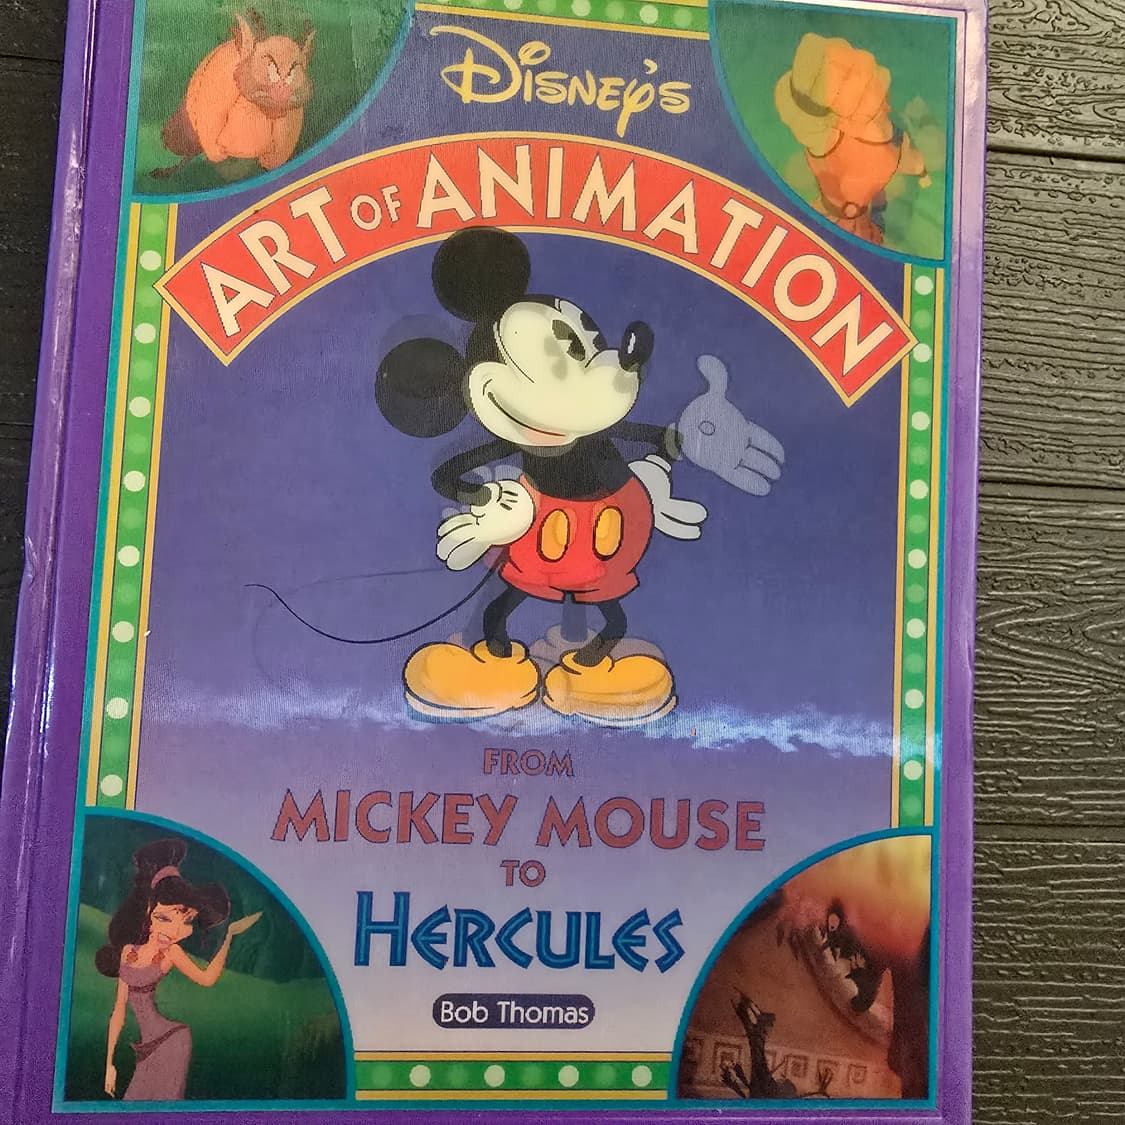 Disney's
ART OF ANIMATION
FROM
MICKEY MOUSE
TO
HERCULES
Bob Thomas